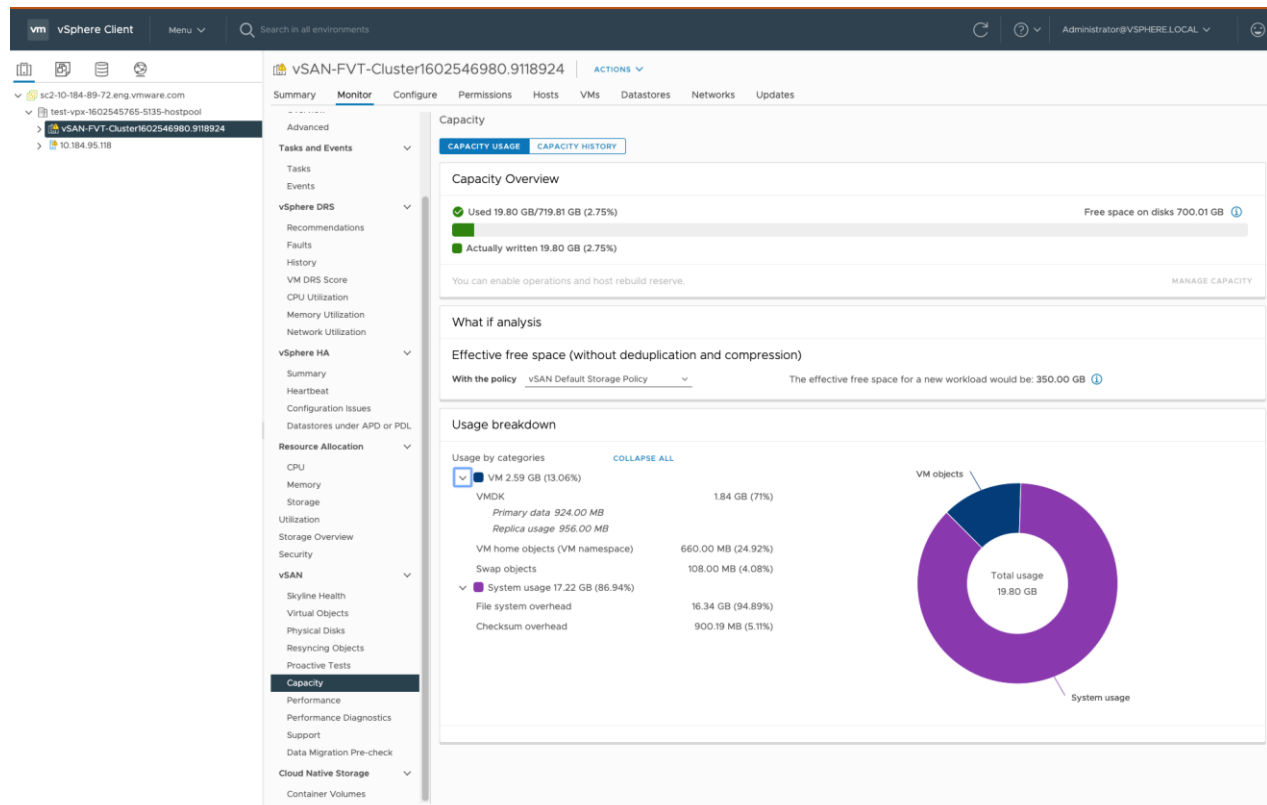 vm vSphere Client Menu Search in all environments Administrator@VSPHERE.LOCAL
sc2-10-184-89-72.eng.vmware.com
test-vpx-1602545765-5135-hostpool
vSAN-FVT-Cluster1602546980.9118924
10.184.95.118
vSAN-FVT-Cluster1602546980.9118924 ACTIONS
Summary Monitor Configure Permissions Hosts VMs Datastores Networks Updates
Advanced
Tasks and Events
Tasks
Events
vSphere DRS
Recommendations
Faults
History
VM DRS Score
CPU Utilization
Memory Utilization
Network Utilization
vSphere HA
Summary
Heartbeat
Configuration Issues
Datastores under APD or PDL
Resource Allocation
CPU
Memory
Storage
Utilization
Storage Overview
Security
vSAN
Skyline Health
Virtual Objects
Physical Disks
Resyncing Objects
Proactive Tests
Capacity
Performance
Performance Diagnostics
Support
Data Migration Pre-check
Cloud Native Storage
Container Volumes
Capacity
CAPACITY USAGE CAPACITY HISTORY
Capacity Overview
Used 19.80 GB/719.81 GB (2.75%) Free space on disks 700.01 GB
Actually written 19.80 GB (2.75%)
You can enable operations and host rebuild reserve. MANAGE CAPACITY
What if analysis
Effective free space (without deduplication and compression)
With the policy vSAN Default Storage Policy The effective free space for a new workload would be: 350.00 GB
Usage breakdown
Usage by categories COLLAPSE ALL
VM 2.59 GB (13.06%)
VMDK 1.84 GB (71%)
Primary data 924.00 MB
Replica usage 956.00 MB
VM home objects (VM namespace) 660.00 MB (24.92%)
Swap objects 108.00 MB (4.08%)
System usage 17.22 GB (86.94%)
File system overhead 16.34 GB (94.89%)
Checksum overhead 900.19 MB (5.11%)
VM objects
Total usage
19.80 GB
System usage